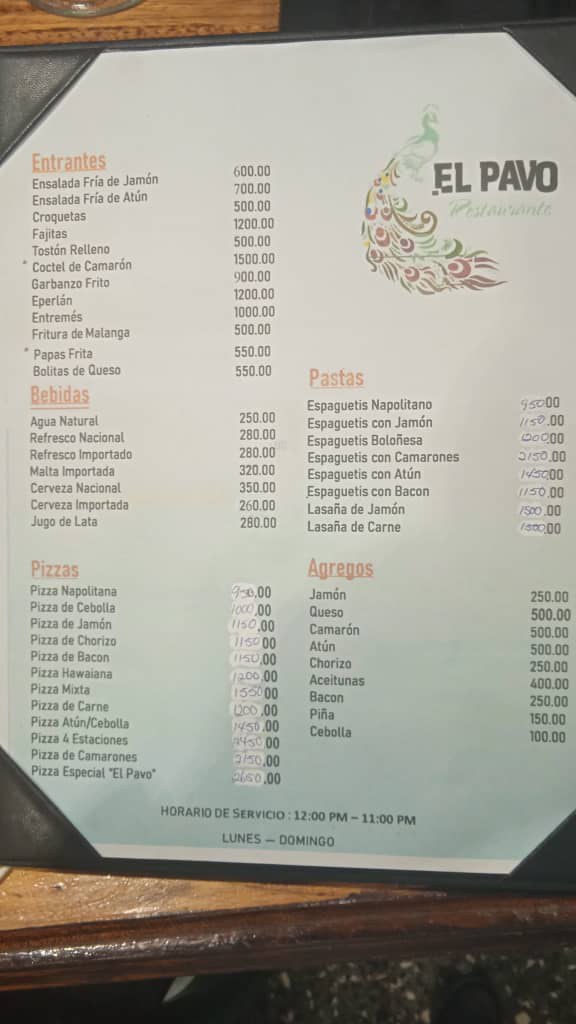 EL PAVO
Restaurante
Entrantes
Ensalada Fría de Jamón 600.00
Ensalada Fría de Atún 700.00
Croquetas 500.00
Fajitas 1200.00
Tostón Relleno 500.00
* Coctel de Camarón 1500.00
Garbanzo Frito 900.00
Eperlán 1200.00
Entremés 1000.00
Fritura de Malanga 500.00
* Papas Frita 550.00
Bolitas de Queso 550.00
Bebidas
Agua Natural 250.00
Refresco Nacional 280.00
Refresco Importado 280.00
Malta Importada 320.00
Cerveza Nacional 350.00
Cerveza Importada 260.00
Jugo de Lata 280.00
Pizzas
Pizza Napolitana 950,00
Pizza de Cebolla 1000,00
Pizza de Jamón 1150,00
Pizza de Chorizo 1150 00
Pizza de Bacon 1150,00
Pizza Hawaiana 1200,00
Pizza Mixta 1550 00
Pizza de Carne 1200 ,00
Pizza Atún/Cebolla 1450 .00
Pizza 4 Estaciones 2450 00
Pizza de Camarones 2150,00
Pizza Especial "El Pavo" 2650.00
Pastas
Espaguetis Napolitano 950 00
Espaguetis con Jamón 1150 .00
Espaguetis Boloñesa 1200,00
Espaguetis con Camarones 2150,00
Espaguetis con Atún 1450,00
Espaguetis con Bacon 1150 .00
Lasaña de Jamón 1500 .00
Lasaña de Carne 1500,00
Agregos
Jamón 250.00
Queso 500.00
Camarón 500.00
Atún 500.00
Chorizo 250.00
Aceitunas 400.00
Bacon 250.00
Piña 150.00
Cebolla 100.00
HORARIO DE SERVICIO : 12:00 PM – 11:00 PM
LUNES — DOMINGO